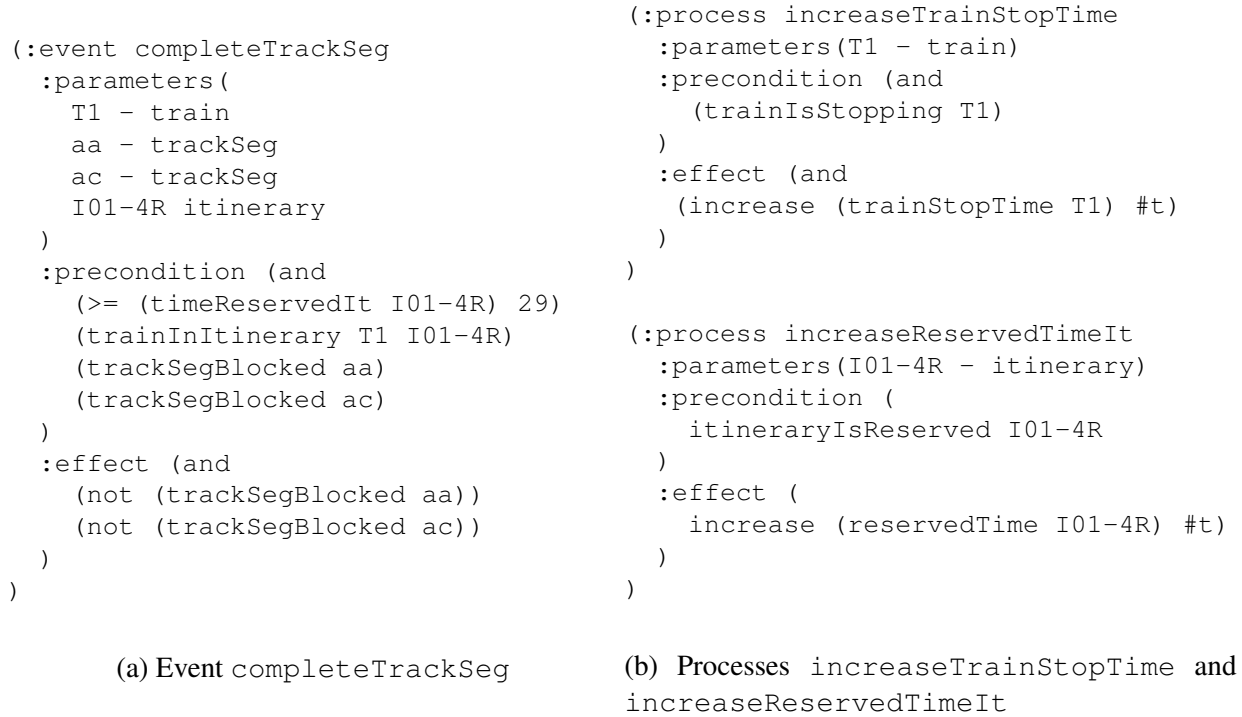 (:event completeTrackSeg
:parameters(
T1 - train
aa - trackSeg
ac - trackSeg
I01-4R itinerary
)
:precondition (and
(>= (timeReservedIt I01-4R) 29)
(trainInItinerary T1 I01-4R)
(trackSegBlocked aa)
(trackSegBlocked ac)
)
:effect (and
(not (trackSegBlocked aa))
(not (trackSegBlocked ac))
)
)
(a) Event completeTrackSeg
(:process increaseTrainStopTime
:parameters(T1 - train)
:precondition (and
(trainIsStopping T1)
)
:effect (and
(increase (trainStopTime T1) #t)
)
)
(:process increaseReservedTimeIt
:parameters(I01-4R - itinerary)
:precondition (
itineraryIsReserved I01-4R
)
:effect (
increase (reservedTime I01-4R) #t)
)
)
(b) Processes increaseTrainStopTime and
increaseReservedTimeIt